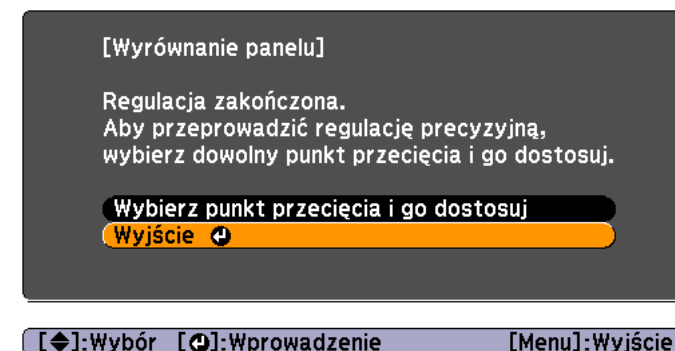 [Wyrównanie panelu]
Regulacja zakończona.
Aby przeprowadzić regulację precyzyjną,
wybierz dowolny punkt przecięcia i go dostosuj.
Wybierz punkt przecięcia i go dostosuj
Wyjście
[◆]:Wybór [⏎]:Wprowadzenie [Menu]:Wyjście